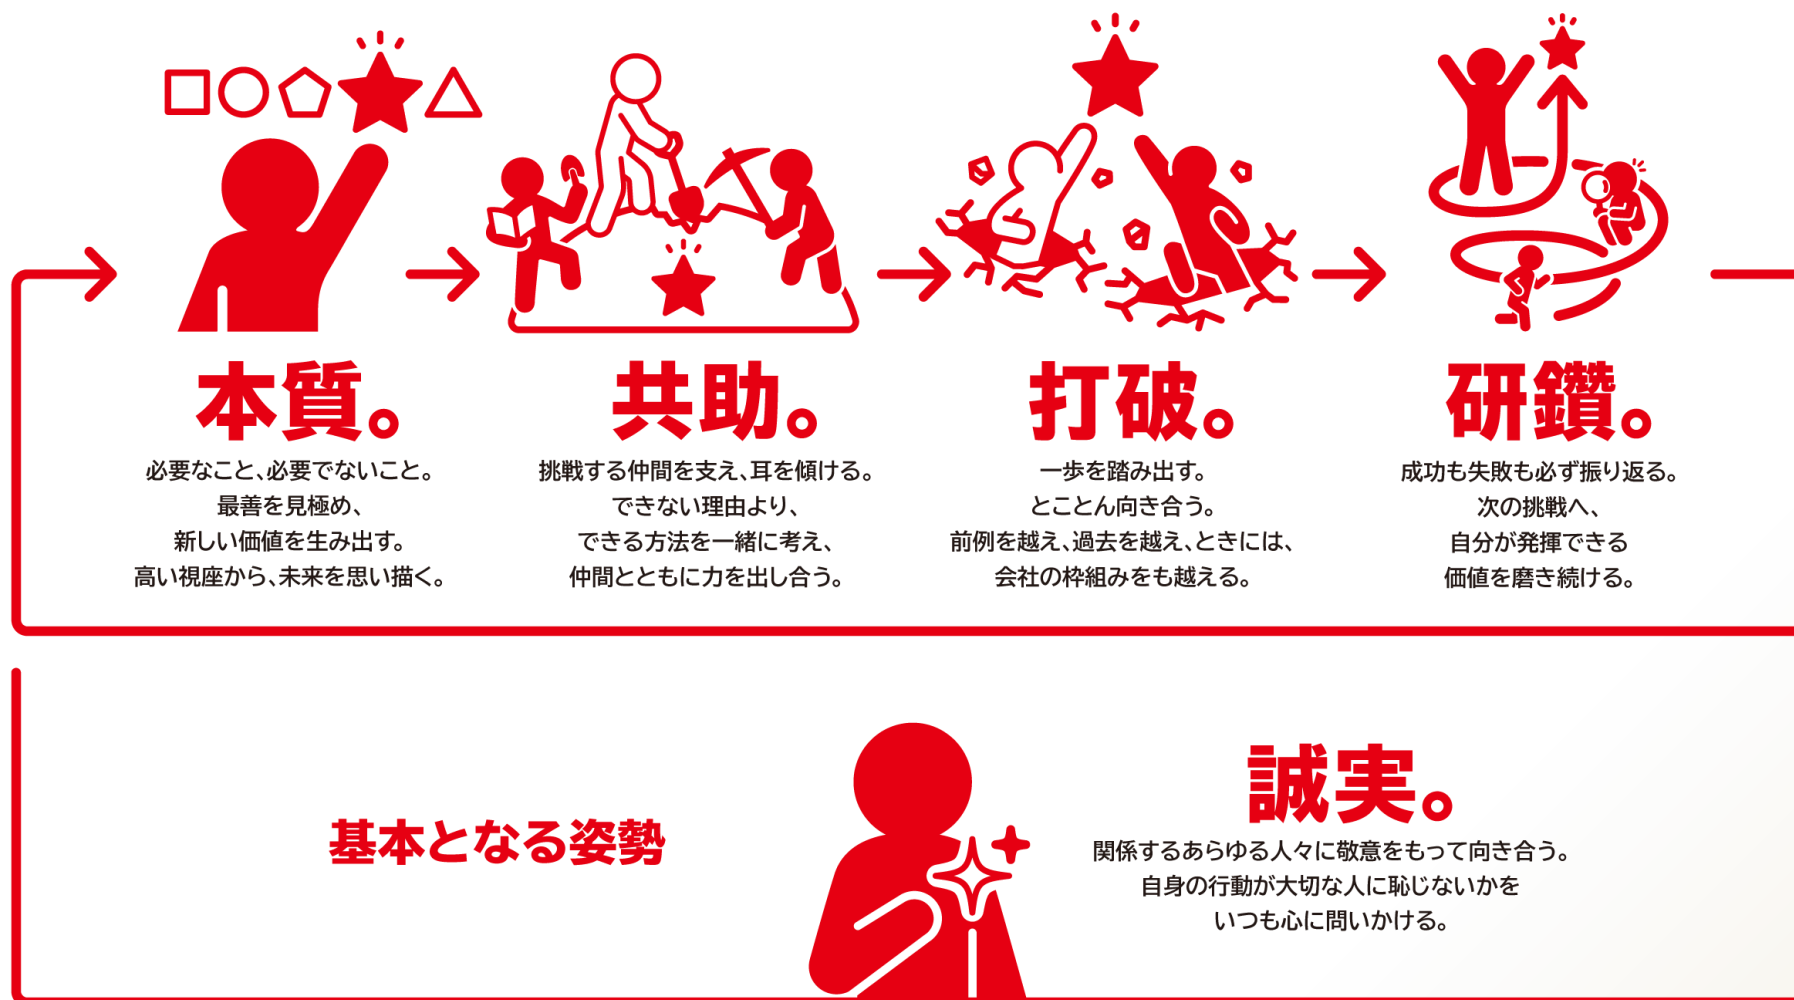 本質。
必要なこと、必要でないこと。
最善を見極め、
新しい価値を生み出す。
高い視座から、未来を思い描く。
共助。
挑戦する仲間を支え、耳を傾ける。
できない理由より、
できる方法を一緒に考え、
仲間とともに力を出し合う。
打破。
一歩を踏み出す。
とことん向き合う。
前例を越え、過去を越え、ときには、
会社の枠組みをも越える。
研鑽。
成功も失敗も必ず振り返る。
次の挑戦へ、
自分が発揮できる
価値を磨き続ける。
基本となる姿勢
誠実。
関係するあらゆる人々に敬意をもって向き合う。
自身の行動が大切な人に恥じないかを
いつも心に問いかける。